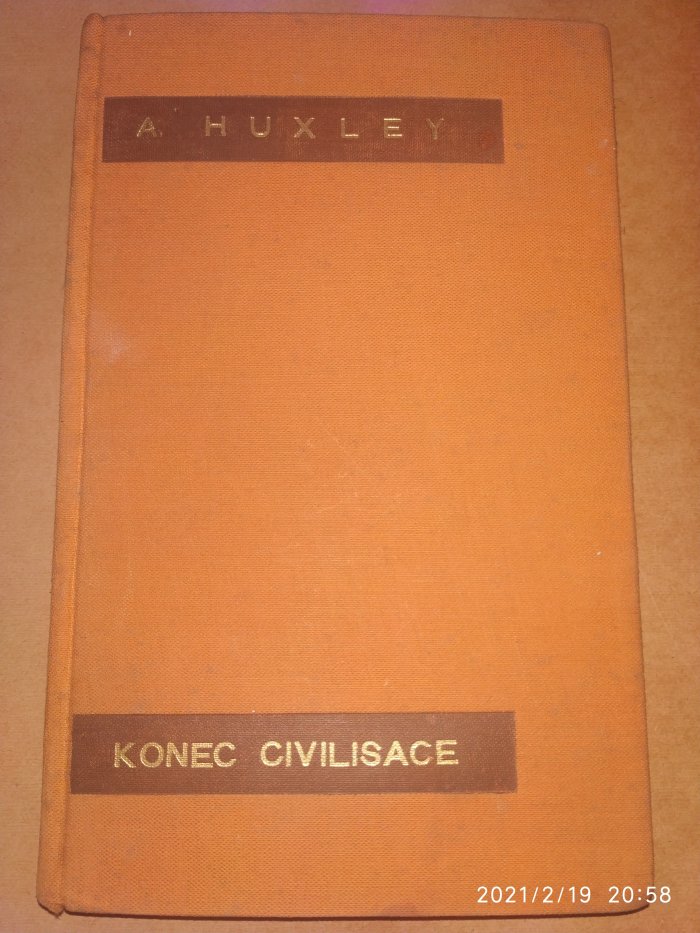 A. HUXLEY
KONEC CIVILISACE
2021/2/19 20:58